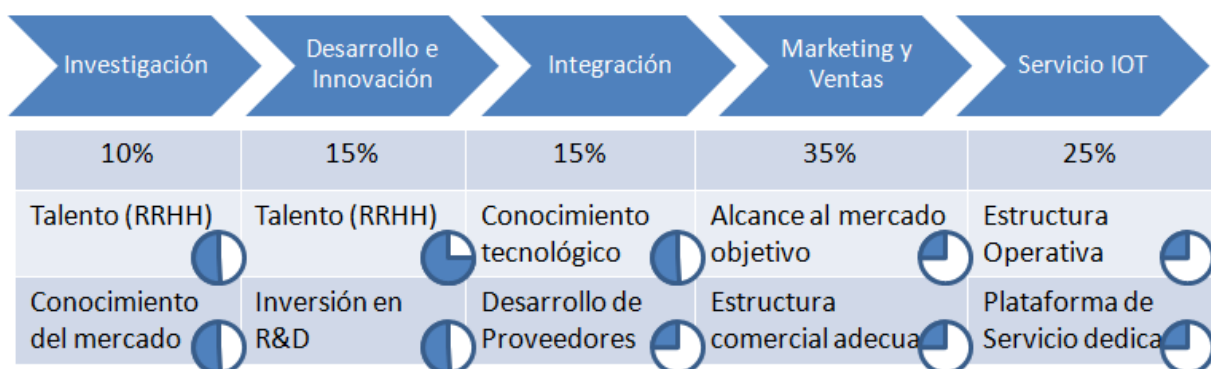 Investigación
Desarrollo e
Innovación
Integración
Marketing y
Ventas
Servicio IOT
10%
15%
15%
35%
25%
Talento (RRHH)
Talento (RRHH)
Conocimiento
tecnológico
Alcance al mercado
objetivo
Estructura
Operativa
Conocimiento
del mercado
Inversión en
R&D
Desarrollo de
Proveedores
Estructura
comercial adecua
Plataforma de
Servicio dedica